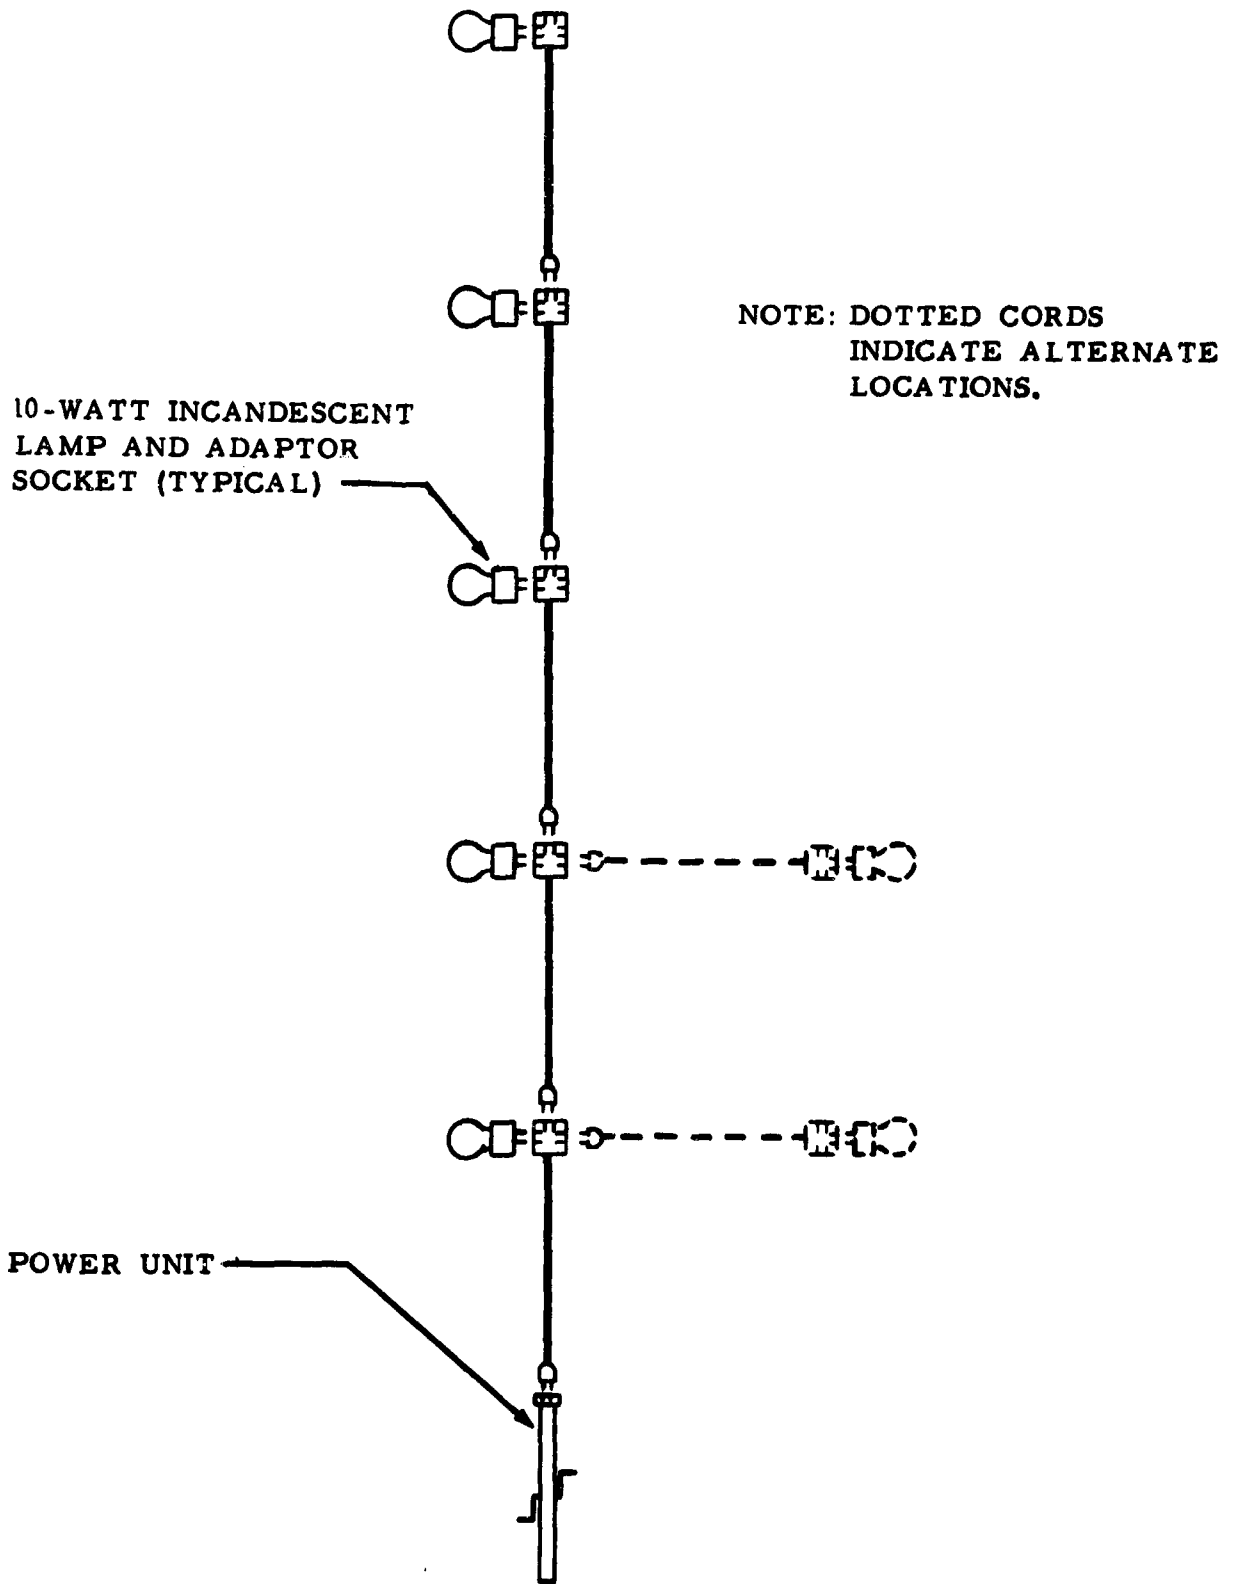 NOTE: DOTTED CORDS
INDICATE ALTERNATE
LOCATIONS.
10-WATT INCANDESCENT
LAMP AND ADAPTOR
SOCKET (TYPICAL)
POWER UNIT